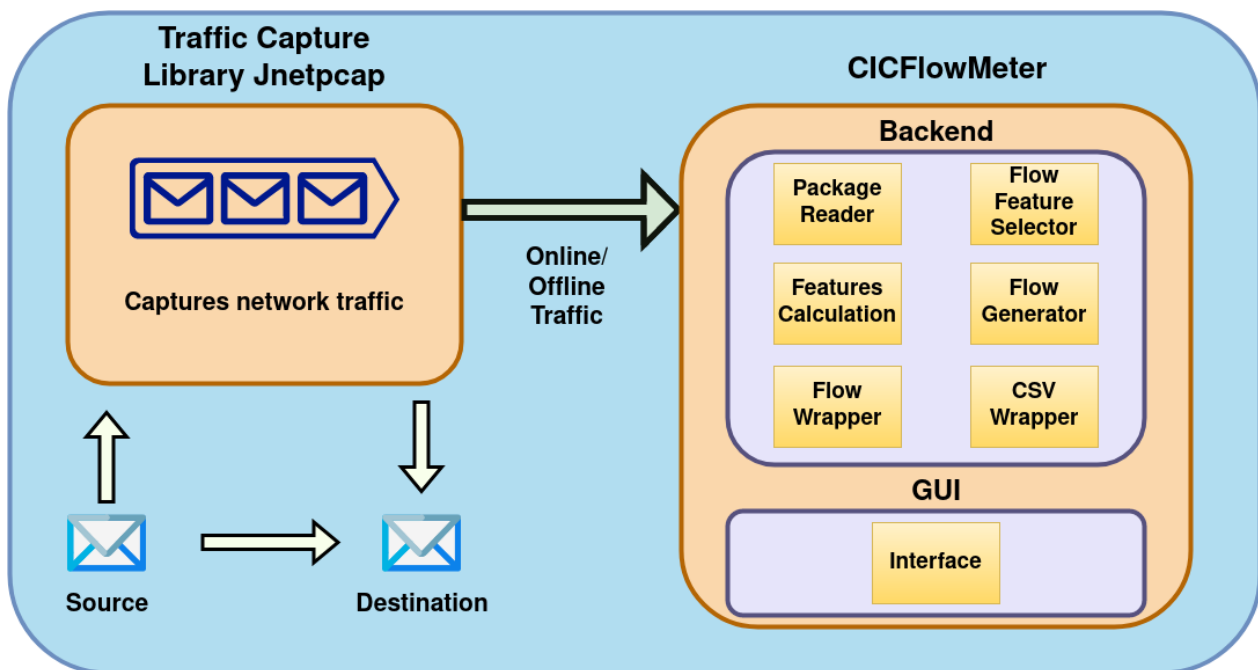 Traffic Capture
Library Jnetpcap
Captures network traffic
Source
Destination
Online/
Offline
Traffic
CICFlowMeter
Backend
Package
Reader
Flow
Feature
Selector
Features
Calculation
Flow
Generator
Flow
Wrapper
CSV
Wrapper
GUI
Interface